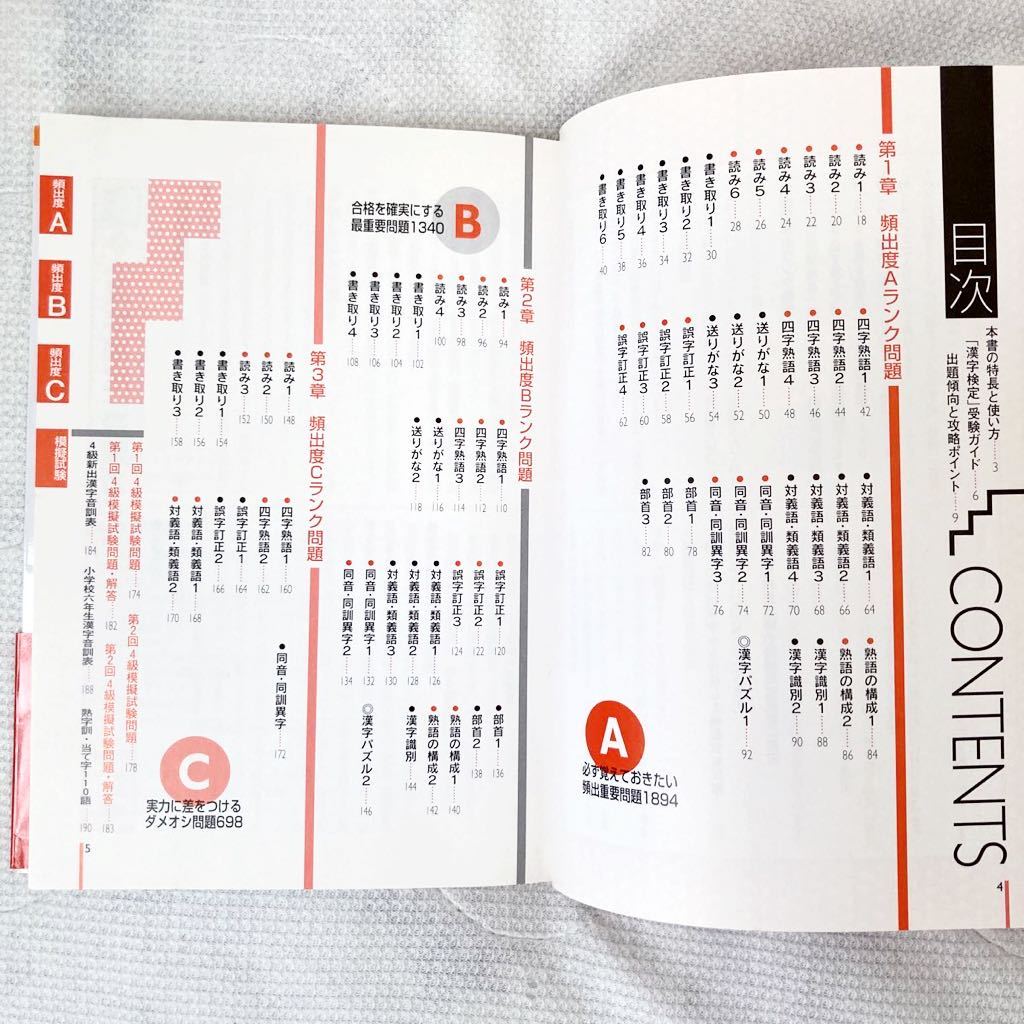 目次
CONTENTS
本書の特長と使い方……3
「漢字検定」受験ガイド……6
出題傾向と攻略ポイント……9
第1章 頻出度Aランク問題
読み1……18
読み2……20
読み3……22
読み4……24
読み5……26
読み6……28
書き取り1……30
書き取り2……32
書き取り3……34
書き取り4……36
書き取り5……38
書き取り6……40
四字熟語1……42
四字熟語2……44
四字熟語3……46
四字熟語4……48
送りがな1……50
送りがな2……52
送りがな3……54
誤字訂正1……56
誤字訂正2……58
誤字訂正3……60
誤字訂正4……62
対義語・類義語1……64
対義語・類義語2……66
対義語・類義語3……68
対義語・類義語4……70
同音・同訓異字1……72
同音・同訓異字2……74
同音・同訓異字3……76
部首1……78
部首2……80
部首3……82
熟語の構成1……84
熟語の構成2……86
漢字識別1……88
漢字識別2……90
◎漢字パズル1……92
A
必ず覚えておきたい
頻出重要問題1894
4
第2章 頻出度Bランク問題
読み1……94
読み2……96
読み3……98
読み4……100
書き取り1……102
書き取り2……104
書き取り3……106
書き取り4……108
四字熟語1……110
四字熟語2……112
四字熟語3……114
送りがな1……116
送りがな2……118
誤字訂正1……120
誤字訂正2……122
誤字訂正3……124
対義語・類義語1……126
対義語・類義語2……128
対義語・類義語3……130
同音・同訓異字1……132
同音・同訓異字2……134
部首1……136
部首2……138
熟語の構成1……140
熟語の構成2……142
漢字識別……144
◎漢字パズル2……146
合格を確実にする
最重要問題1340
B
第3章 頻出度Cランク問題
読み1……148
読み2……150
読み3……152
書き取り1……154
書き取り2……156
書き取り3……158
四字熟語1……160
四字熟語2……162
誤字訂正1……164
誤字訂正2……166
対義語・類義語1……168
対義語・類義語2……170
同音・同訓異字……172
C
実力に差をつける
ダメオシ問題698
第1回4級模擬試験問題……174
第2回4級模擬試験問題……178
第1回4級模擬試験問題・解答……182
第2回4級模擬試験問題・解答……183
4級新出漢字音訓表……184
小学校六年生漢字音訓表……188
熟字訓・当て字110語……190
頻出度A
頻出度B
頻出度C
模擬試験
5